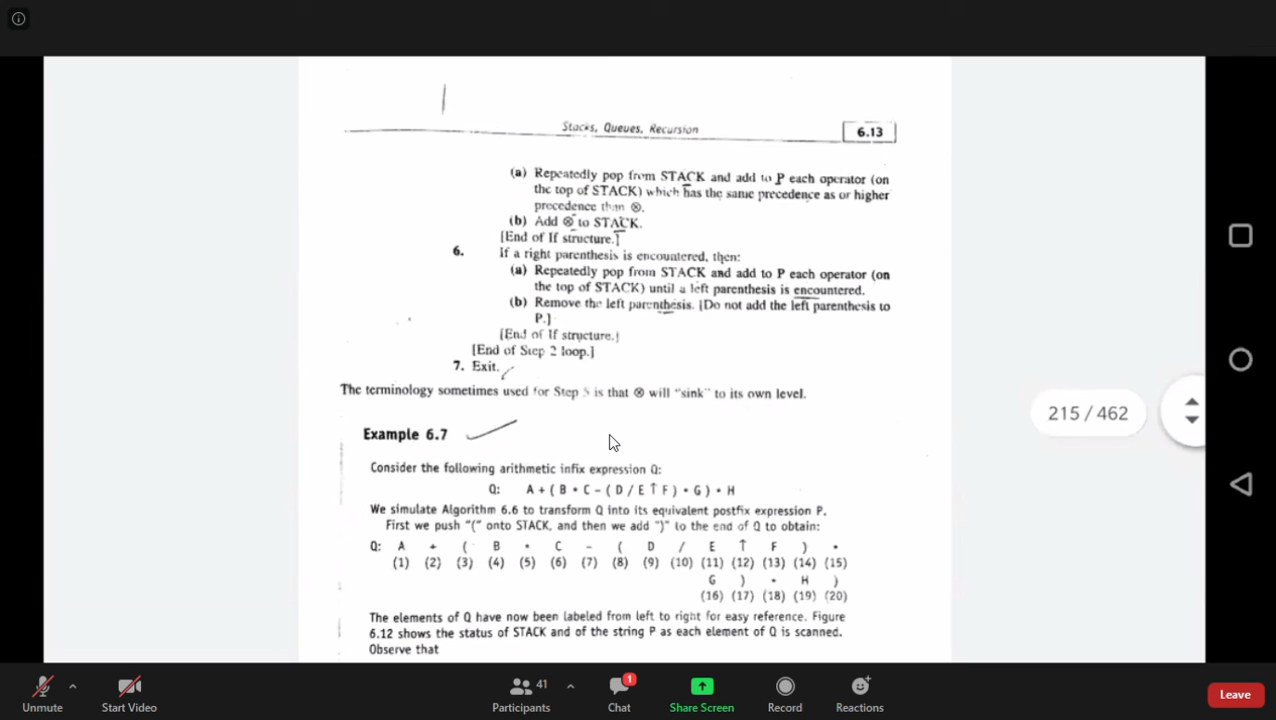 Stacks, Queues, Recursion
6.13
(a) Repeatedly pop from STACK and add to P each operator (on
the top of STACK) which has the same precedence as or higher
precedence than ⊗.
(b) Add ⊗ to STACK.
[End of If structure.]
6. If a right parenthesis is encountered, then:
(a) Repeatedly pop from STACK and add to P each operator (on
the top of STACK) until a left parenthesis is encountered.
(b) Remove the left parenthesis. [Do not add the left parenthesis to
P.]
[End of If structure.]
[End of Step 2 loop.]
7. Exit.
The terminology sometimes used for Step 5 is that ⊗ will "sink" to its own level.
Example 6.7
Consider the following arithmetic infix expression Q:
Q: A + ( B * C - ( D / E ↑ F ) * G ) * H
We simulate Algorithm 6.6 to transform Q into its equivalent postfix expression P.
First we push "(" onto STACK, and then we add ")" to the end of Q to obtain:
Q: A + ( B * C - ( D / E ↑ F ) *
(1) (2) (3) (4) (5) (6) (7) (8) (9) (10) (11) (12) (13) (14) (15)
G ) * H )
(16) (17) (18) (19) (20)
The elements of Q have now been labeled from left to right for easy reference. Figure
6.12 shows the status of STACK and of the string P as each element of Q is scanned.
Observe that
215 / 462
Unmute
Start Video
41
Participants
1
Chat
Share Screen
Record
Reactions
Leave